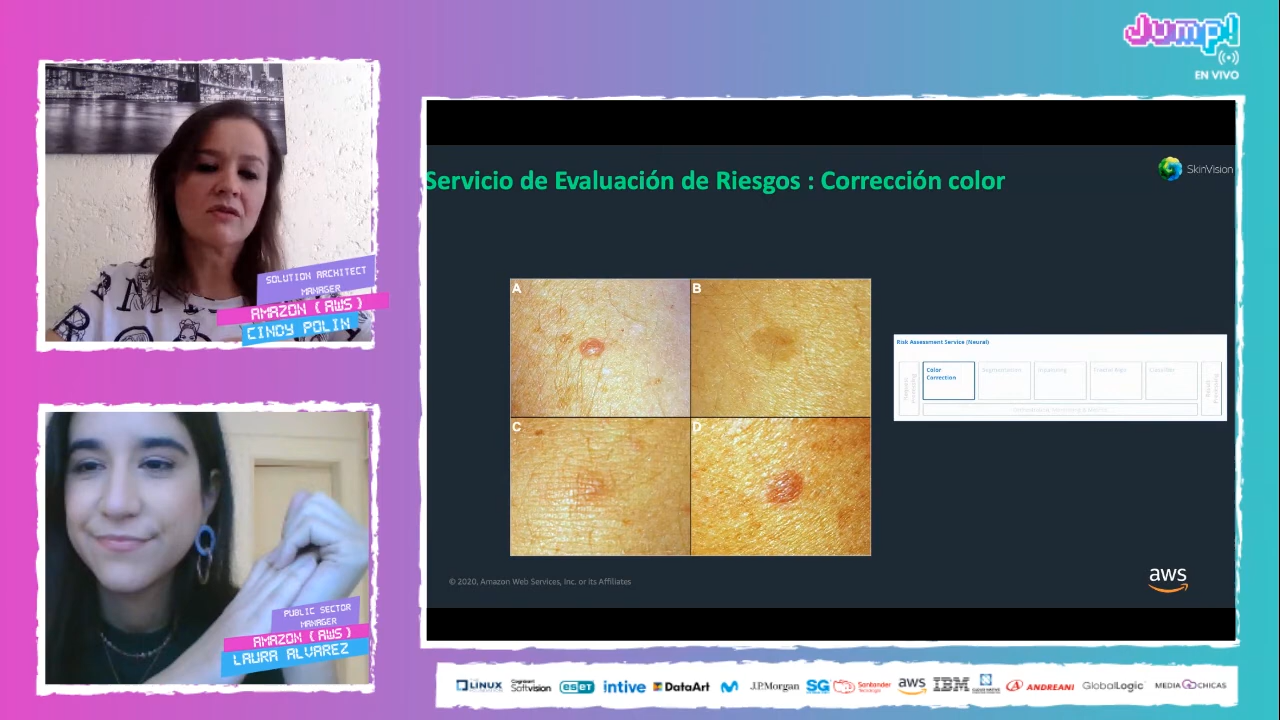 Jump!
EN VIVO
SOLUTION ARCHITECT
MANAGER
AMAZON (AWS)
CINDY POLIN
PUBLIC SECTOR
MANAGER
AMAZON (AWS)
LAURA ALVAREZ
Servicio de Evaluación de Riesgos : Corrección color
SkinVision
A
B
C
D
Risk Assessment Service (Neural)
Color
Correction
© 2020, Amazon Web Services, Inc. or its Affiliates
aws
LINUX
Cognizant
Softvision
eset
intive
DataArt
J.P.Morgan
SG
Santander
Tecnología
aws
IBM
ANDREANI
GlobalLogic
MEDIA CHICAS